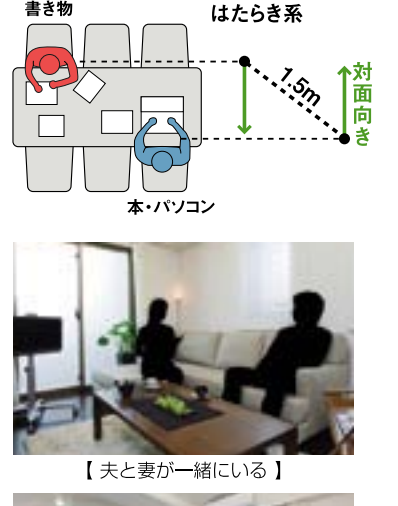 書き物
はたらき系
1.5m
対面向き
本・パソコン
【 夫と妻が一緒にいる 】